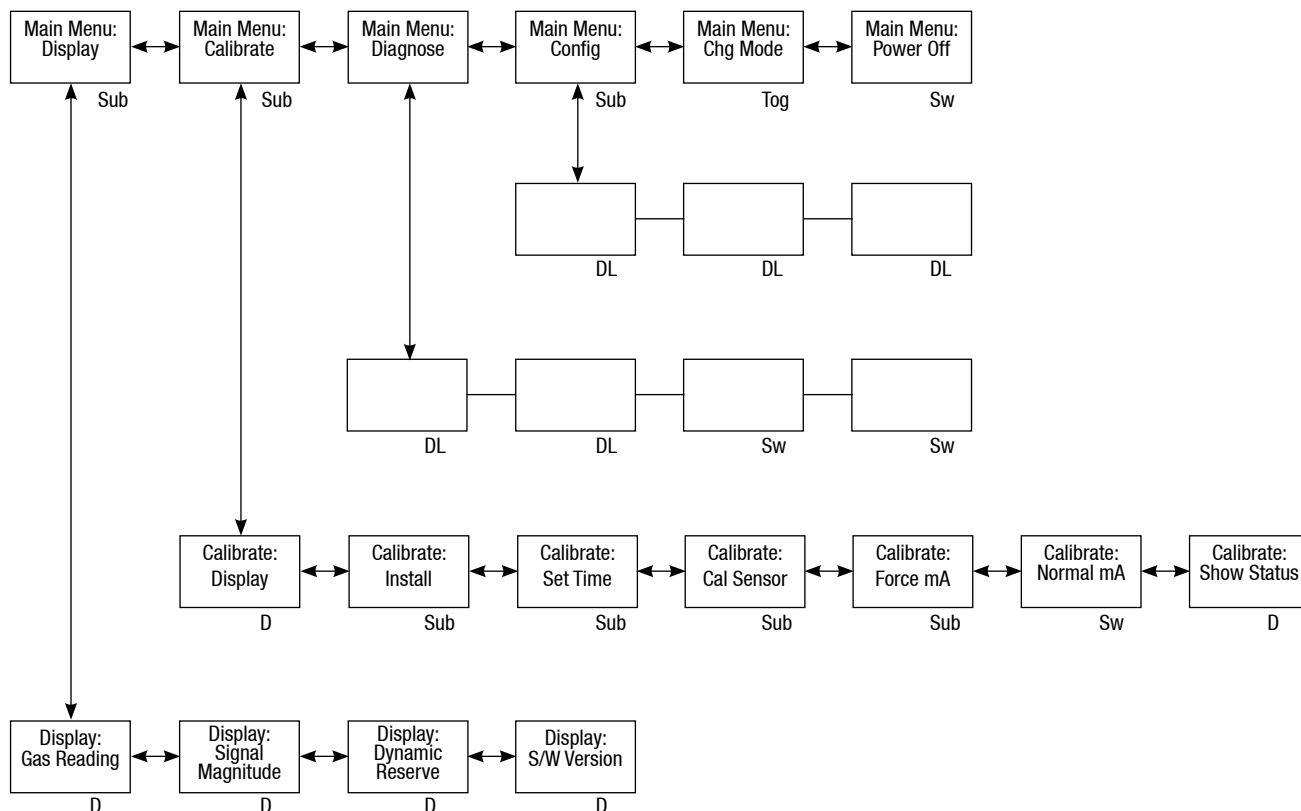 Main Menu:
Display
Sub
Main Menu:
Calibrate
Sub
Main Menu:
Diagnose
Main Menu:
Config
Sub
Main Menu:
Chg Mode
Tog
Main Menu:
Power Off
Sw
DL
DL
DL
DL
DL
Sw
Sw
Calibrate:
Display
D
Calibrate:
Install
Sub
Calibrate:
Set Time
Sub
Calibrate:
Cal Sensor
Sub
Calibrate:
Force mA
Sub
Calibrate:
Normal mA
Sw
Calibrate:
Show Status
D
Display:
Gas Reading
D
Display:
Signal
Magnitude
D
Display:
Dynamic
Reserve
D
Display:
S/W Version
D